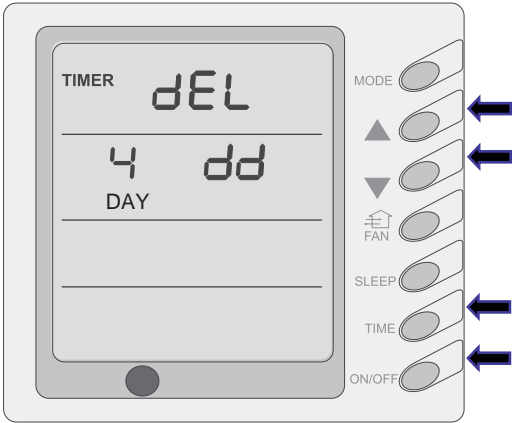 TIMER dEL
4 dd
DAY
MODE
FAN
SLEEP
TIME
ON/OFF